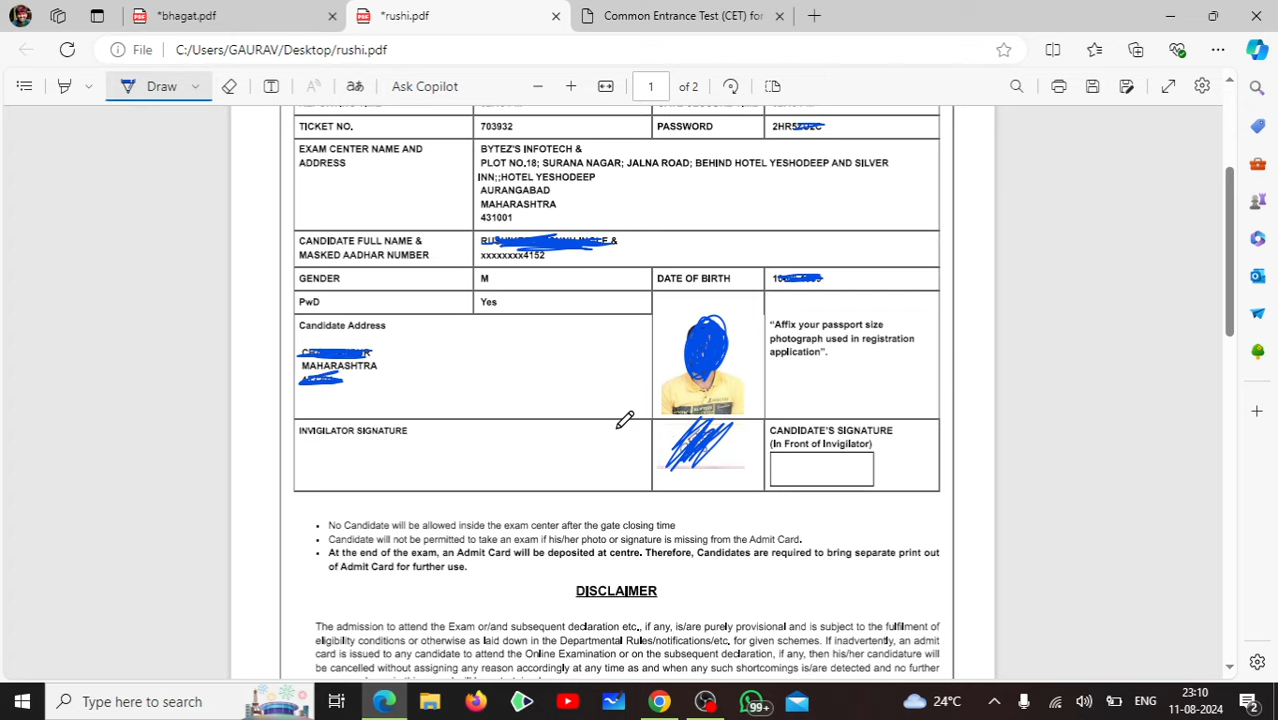 *bhagat.pdf
*rushi.pdf
Common Entrance Test (CET) for
File C:/Users/GAURAV/Desktop/rushi.pdf
Draw Ask Copilot 1 of 2
TICKET NO. 703932 PASSWORD
EXAM CENTER NAME AND ADDRESS
BYTEZ'S INFOTECH &
PLOT NO.18; SURANA NAGAR; JALNA ROAD; BEHIND HOTEL YESHODEEP AND SILVER
INN;;HOTEL YESHODEEP
AURANGABAD
MAHARASHTRA
431001
CANDIDATE FULL NAME & &
MASKED AADHAR NUMBER xxxxxxxx4152
GENDER M DATE OF BIRTH
PwD Yes
Candidate Address
MAHARASHTRA
"Affix your passport size
photograph used in registration
application".
INVIGILATOR SIGNATURE
CANDIDATE'S SIGNATURE
(In Front of Invigilator)
• No Candidate will be allowed inside the exam center after the gate closing time
• Candidate will not be permitted to take an exam if his/her photo or signature is missing from the Admit Card.
• At the end of the exam, an Admit Card will be deposited at centre. Therefore, Candidates are required to bring separate print out
of Admit Card for further use.
DISCLAIMER
The admission to attend the Exam or/and subsequent declaration etc., if any, is/are purely provisional and is subject to the fulfilment of
eligibility conditions or otherwise as laid down in the Departmental Rules/notifications/etc. for given schemes. If inadvertently, an admit
card is issued to any candidate to attend the Online Examination or on the subsequent declaration, if any, then his/her candidature will
be cancelled without assigning any reason accordingly at any time as and when any such shortcomings is/are detected and no further
Type here to search
99+
24°C
ENG
23:10
11-08-2024
2